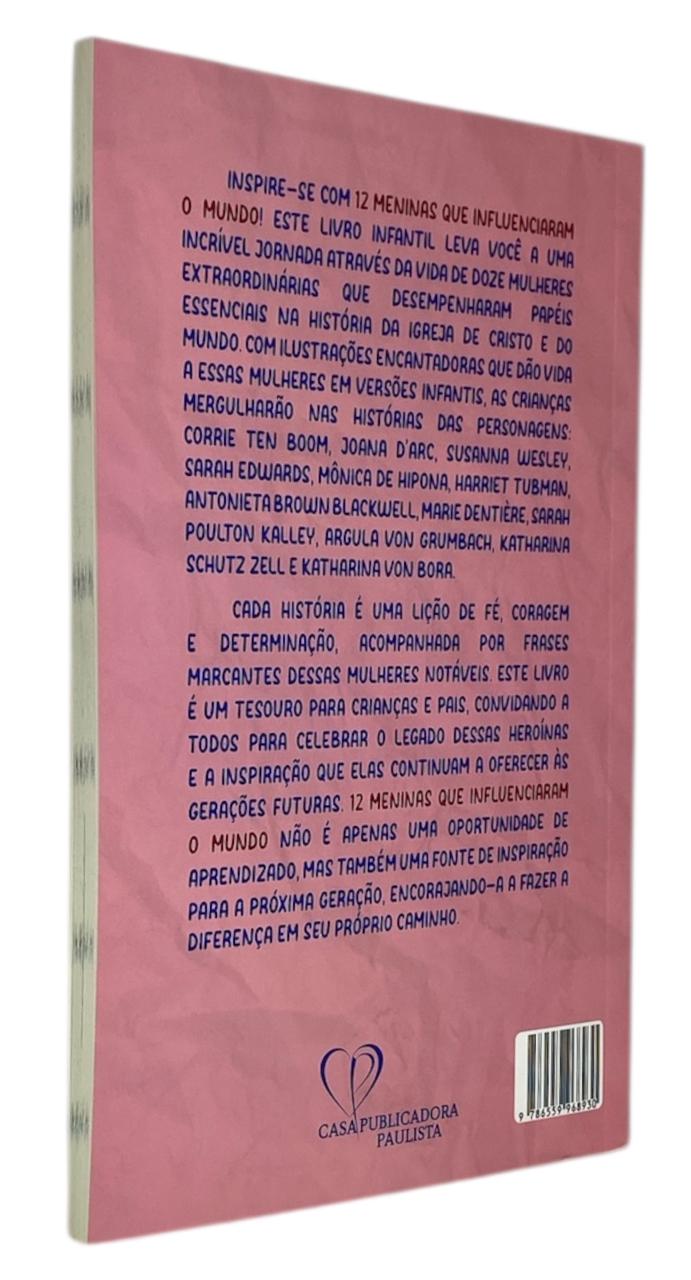 INSPIRE-SE COM 12 MENINAS QUE INFLUENCIARAM
O MUNDO! ESTE LIVRO INFANTIL LEVA VOCÊ A UMA
INCRÍVEL JORNADA ATRAVÉS DA VIDA DE DOZE MULHERES
EXTRAORDINÁRIAS QUE DESEMPENHARAM PAPÉIS
ESSENCIAIS NA HISTÓRIA DA IGREJA DE CRISTO E DO
MUNDO. COM ILUSTRAÇÕES ENCANTADORAS QUE DÃO VIDA
A ESSAS MULHERES EM VERSÕES INFANTIS, AS CRIANÇAS
MERGULHARÃO NAS HISTÓRIAS DAS PERSONAGENS:
CORRIE TEN BOOM, JOANA D'ARC, SUSANNA WESLEY,
SARAH EDWARDS, MÔNICA DE HIPONA, HARRIET TUBMAN,
ANTONIETA BROWN BLACKWELL, MARIE DENTIÈRE, SARAH
POULTON KALLEY, ARGULA VON GRUMBACH, KATHARINA
SCHUTZ ZELL E KATHARINA VON BORA.
CADA HISTÓRIA É UMA LIÇÃO DE FÉ, CORAGEM
E DETERMINAÇÃO, ACOMPANHADA POR FRASES
MARCANTES DESSAS MULHERES NOTÁVEIS. ESTE LIVRO
É UM TESOURO PARA CRIANÇAS E PAIS, CONVIDANDO A
TODOS PARA CELEBRAR O LEGADO DESSAS HEROÍNAS
E A INSPIRAÇÃO QUE ELAS CONTINUAM A OFERECER ÀS
GERAÇÕES FUTURAS. 12 MENINAS QUE INFLUENCIARAM
O MUNDO NÃO É APENAS UMA OPORTUNIDADE DE
APRENDIZADO, MAS TAMBÉM UMA FONTE DE INSPIRAÇÃO
PARA A PRÓXIMA GERAÇÃO, ENCORAJANDO-A A FAZER A
DIFERENÇA EM SEU PRÓPRIO CAMINHO.
CASA PUBLICADORA
PAULISTA
9 786559 968930